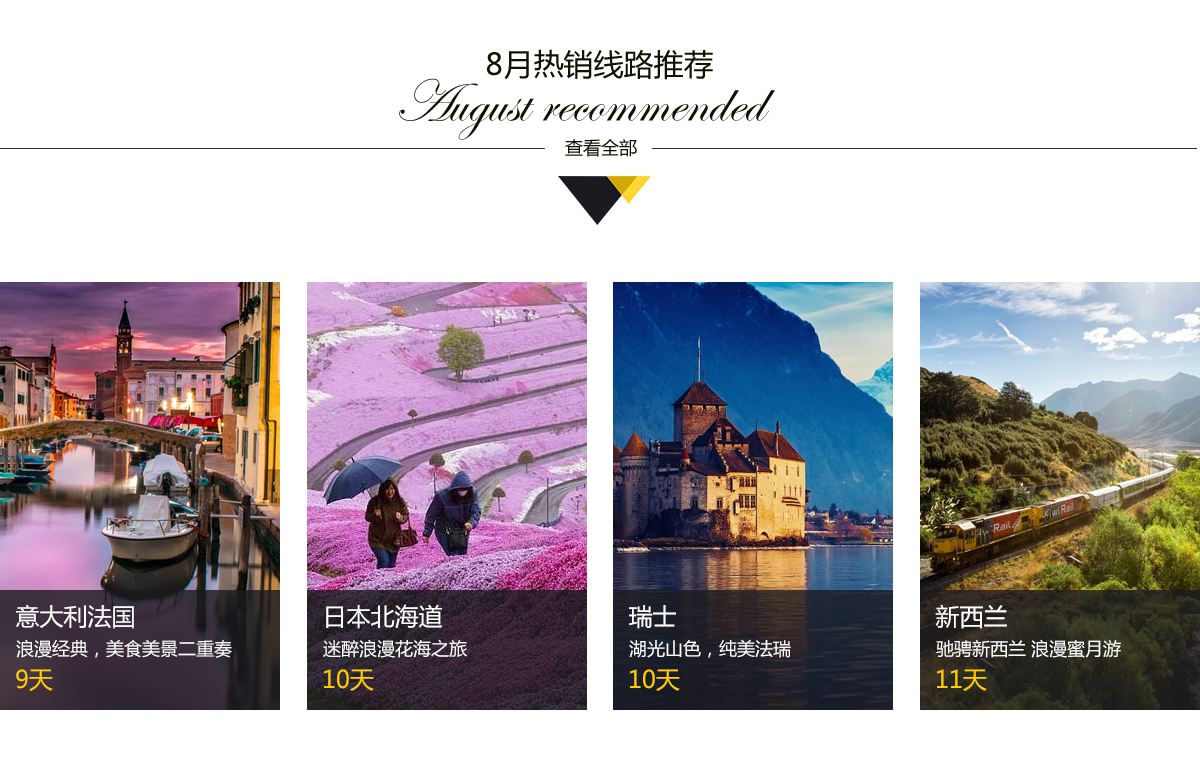 8月热销线路推荐
August recommended
查看全部
意大利法国
浪漫经典，美食美景二重奏
9天
日本北海道
迷醉浪漫花海之旅
10天
瑞士
湖光山色，纯美法瑞
10天
KiwiRail
KiwiRail
新西兰
驰骋新西兰 浪漫蜜月游
11天